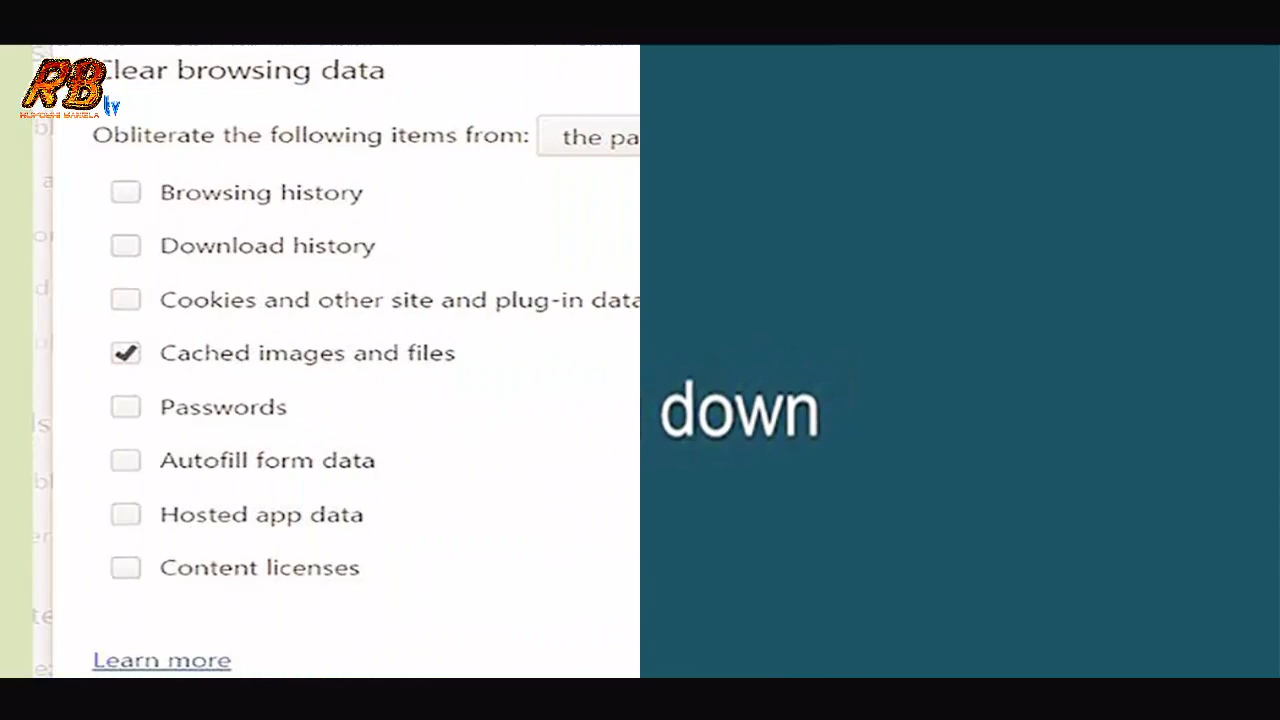 RB tv
Clear browsing data
Obliterate the following items from: the pa
Browsing history
Download history
Cookies and other site and plug-in data
Cached images and files
Passwords
Autofill form data
Hosted app data
Content licenses
Learn more
down